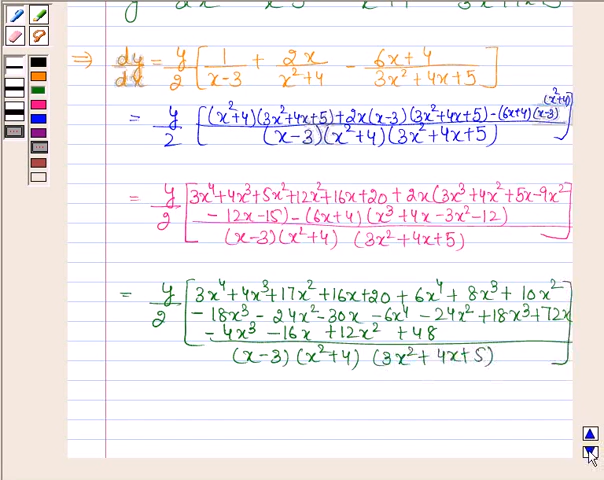 ⇒ dy/dx = y/2 [ 1/(x-3) + 2x/(x²+4) - (6x+4)/(3x²+4x+5) ]
= y/2 [ (x²+4)(3x²+4x+5)+2x(x-3)(3x²+4x+5)-(6x+4)(x-3)(x²+4)
(x-3)(x²+4)(3x²+4x+5) ]
= y/2 [ 3x⁴+4x³+5x²+12x²+16x+20+2x(3x³+4x²+5x-9x²
-12x-15)-(6x+4)(x³+4x-3x²-12)
(x-3)(x²+4) (3x²+4x+5) ]
= y/2 [ 3x⁴+4x³+17x²+16x+20+6x⁴+8x³+10x²
-18x³-24x²-30x-6x⁴-24x²+18x³+72x
-4x³-16x+12x²+48
(x-3)(x²+4)(3x²+4x+5) ]